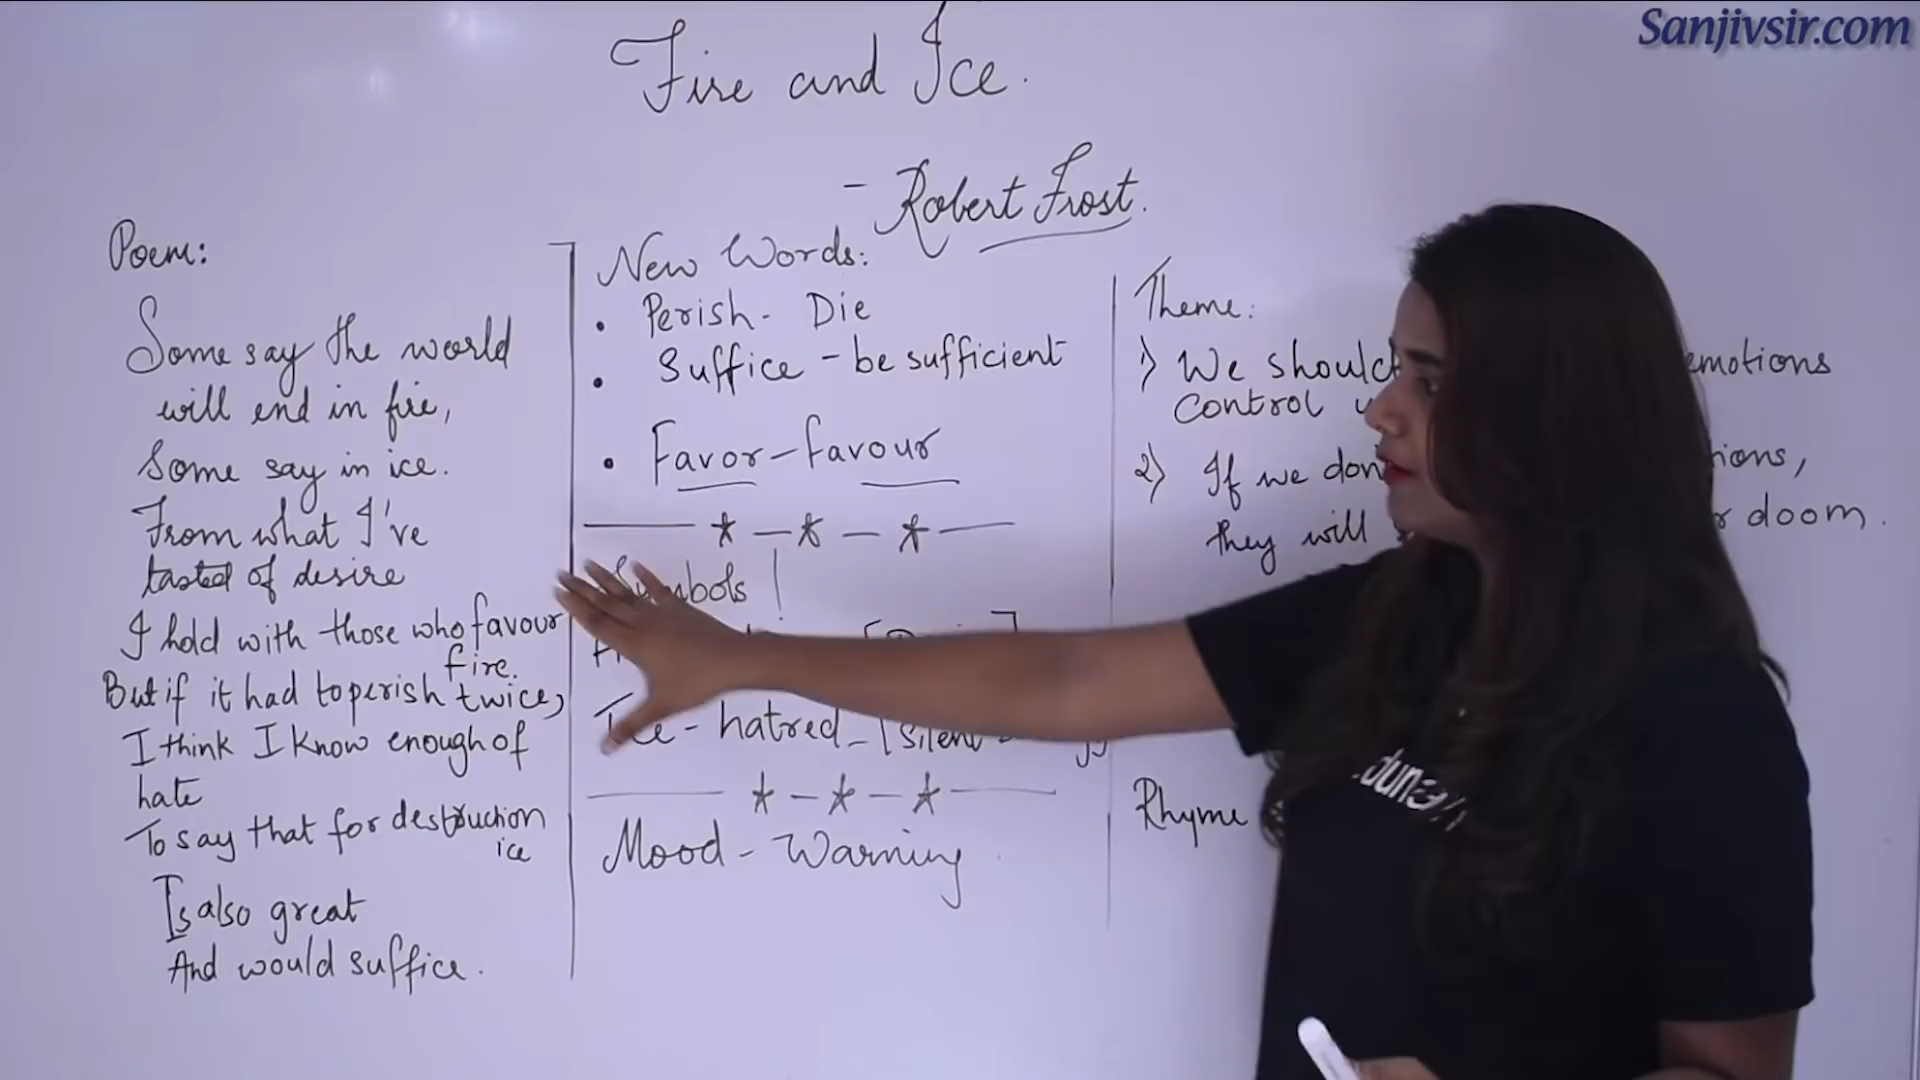 Sanjivsir.com
Fire and Ice.
- Robert Frost.
Poem:
Some say the world
will end in fire,
Some say in ice.
From what I've
tasted of desire
I hold with those who favour
fire.
But if it had to perish twice,
I think I know enough of
hate
To say that for destruction
ice
Is also great
And would suffice.
New Words:
• Perish - Die
• Suffice - be sufficient
• Favor - favour
Symbols
Ice - hatred - [Silent
Mood - Warning
Theme:
1) We should emotions
Control
2) If we don
they will doom.
Rhyme